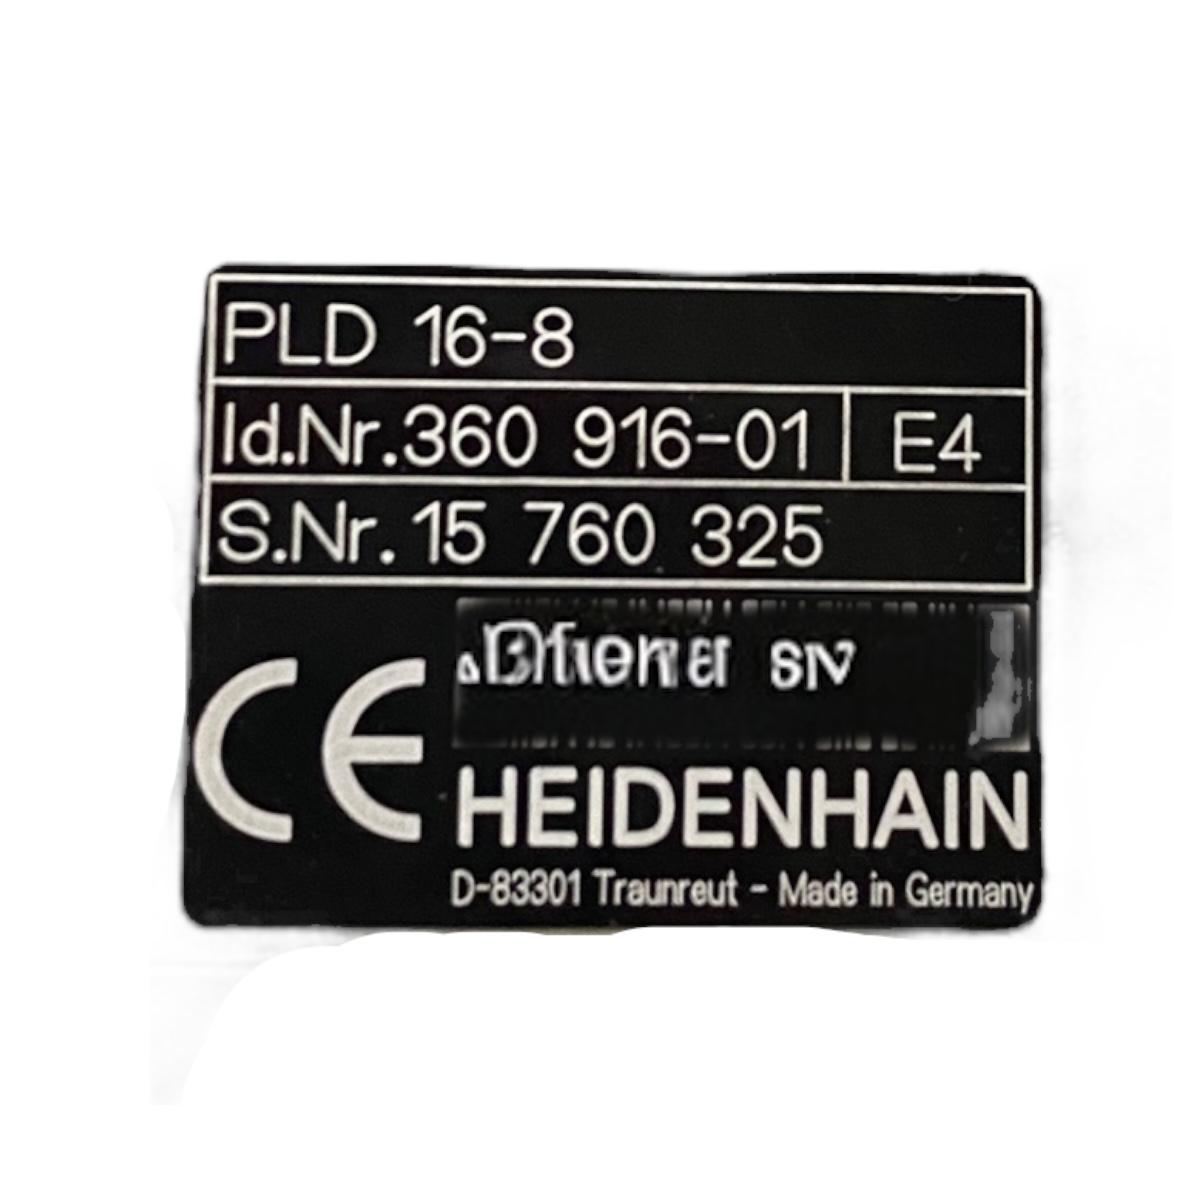 PLD 16-8
Id.Nr.360 916-01 E4
S.Nr.15 760 325
CE
HEIDENHAIN
D-83301 Traunreut - Made in Germany